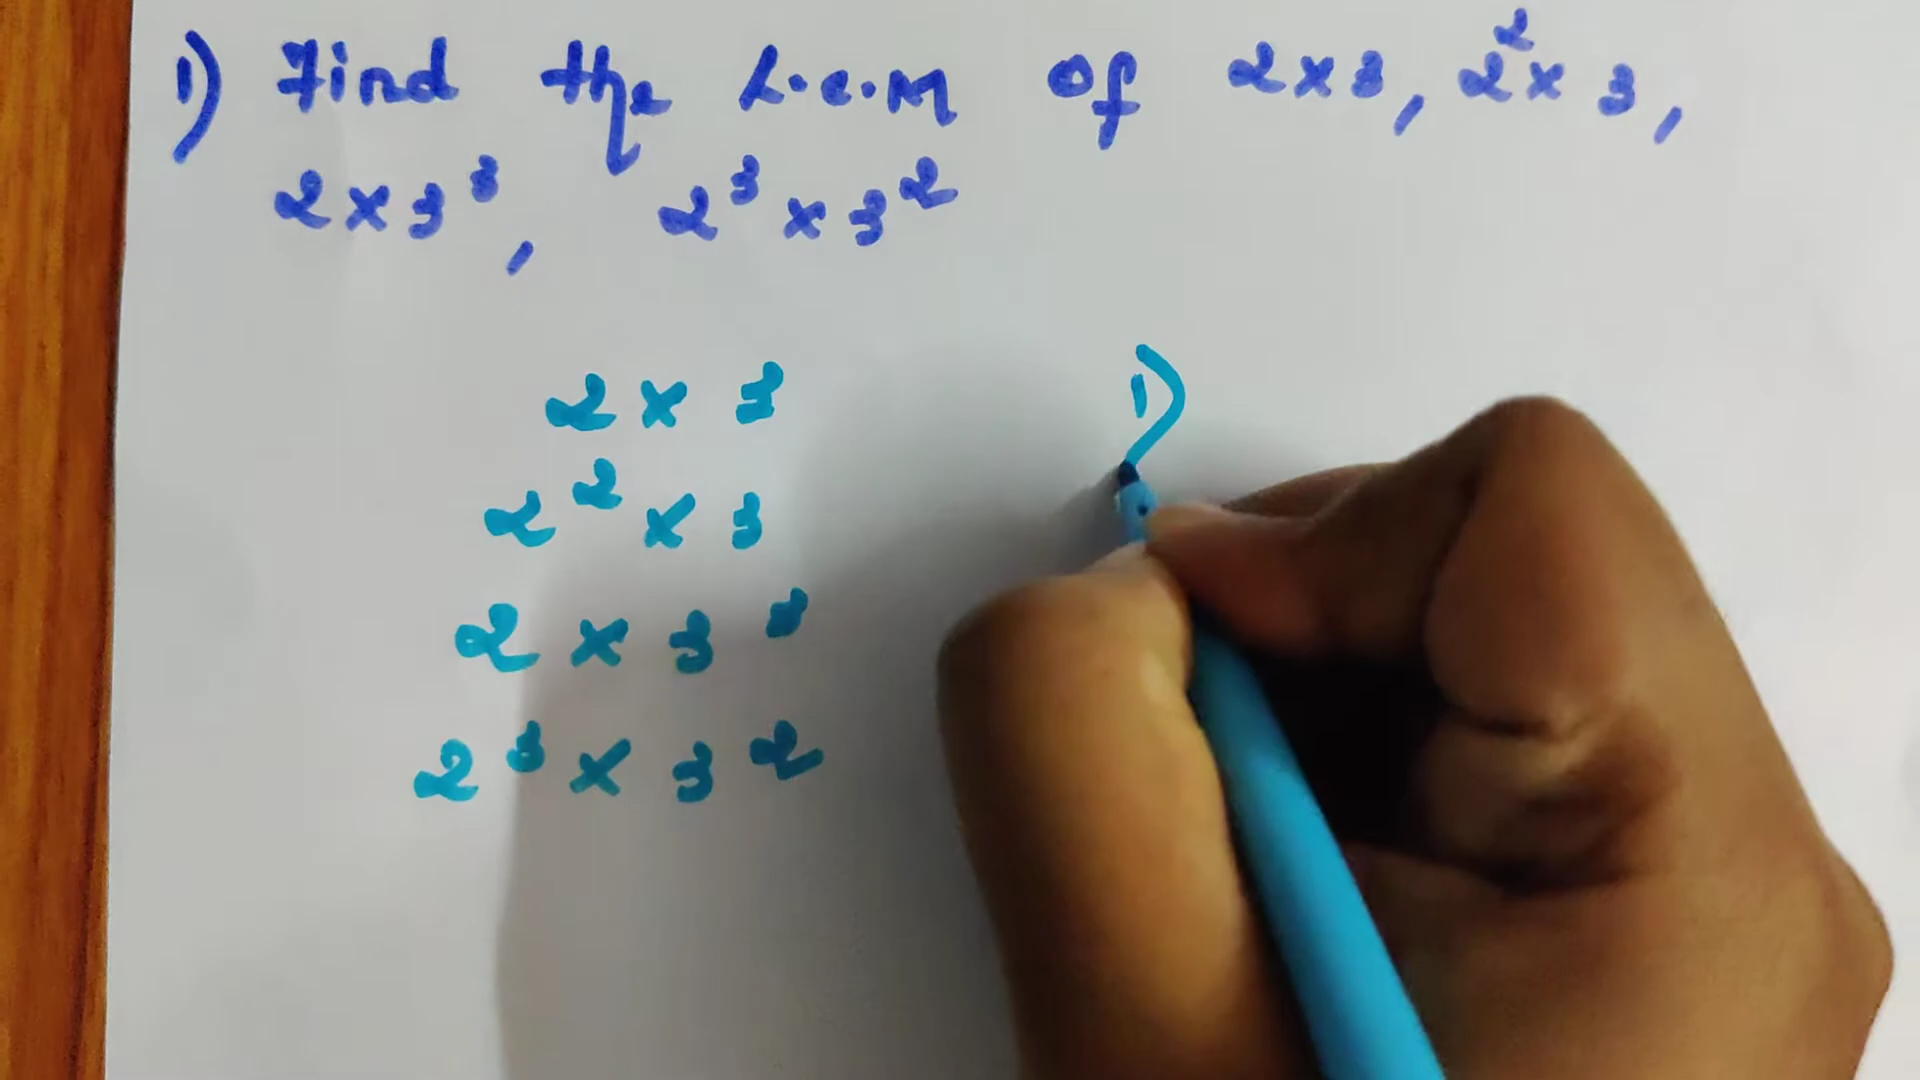 1) Find the L.C.M of 2 x 3, 2² x 3,
2 x 3³, 2³ x 3²
2 x 3
1)
2² x 3
2 x 3³
2³ x 3²